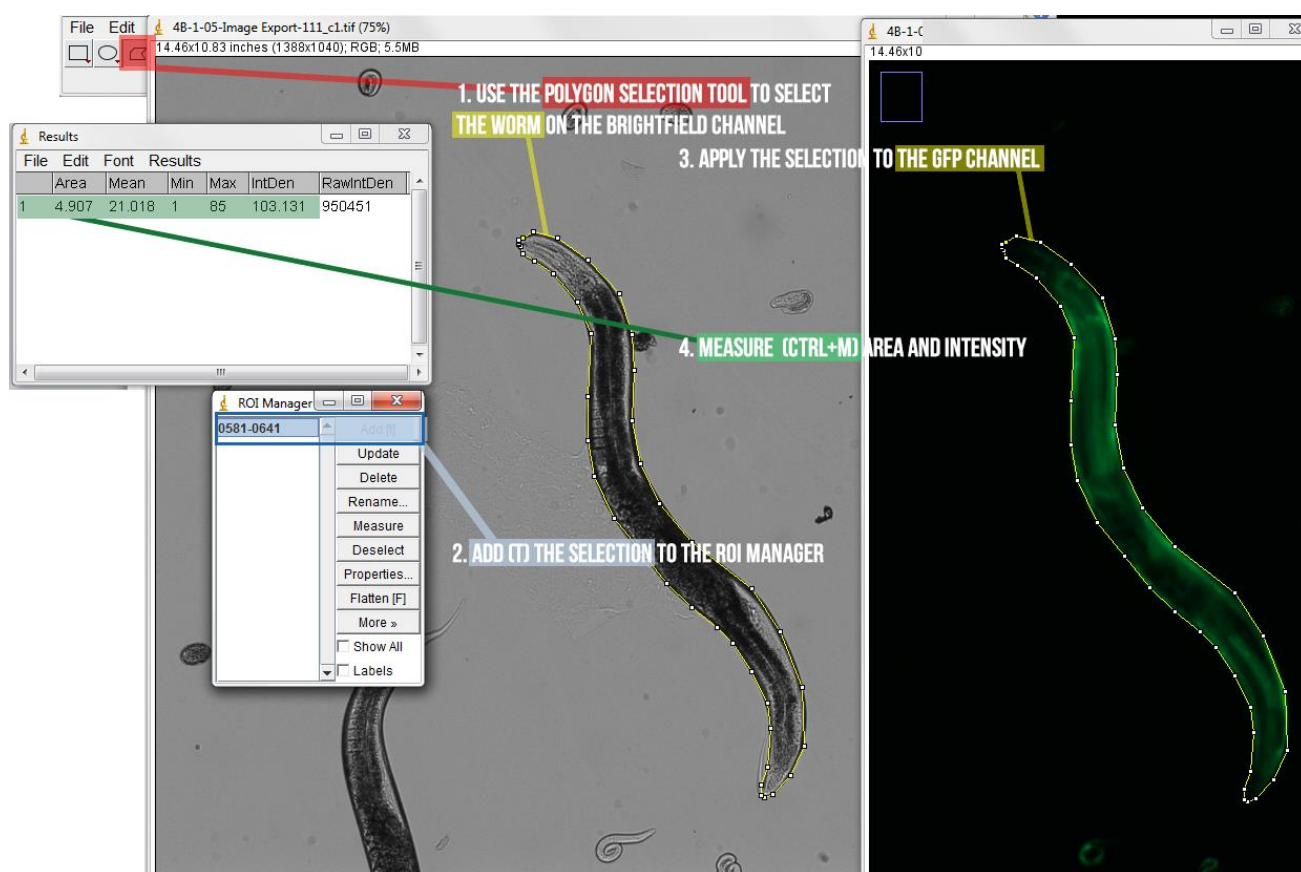 File Edit
4B-1-05-Image Export-111_c1.tif (75%)
14.46x10.83 inches (1388x1040); RGB; 5.5MB
4B-1-
14.46x10
1. USE THE POLYGON SELECTION TOOL TO SELECT
THE WORM ON THE BRIGHTFIELD CHANNEL
3. APPLY THE SELECTION TO THE GFP CHANNEL
Results
File Edit Font Results
Area Mean Min Max IntDen RawIntDen
1 4.907 21.018 1 85 103.131 950451
4. MEASURE (CTRL+M) AREA AND INTENSITY
ROI Manager
0581-0641
Add [t]
Update
Delete
Rename...
Measure
Deselect
Properties...
Flatten [F]
More »
Show All
Labels
2. ADD (T) THE SELECTION TO THE ROI MANAGER